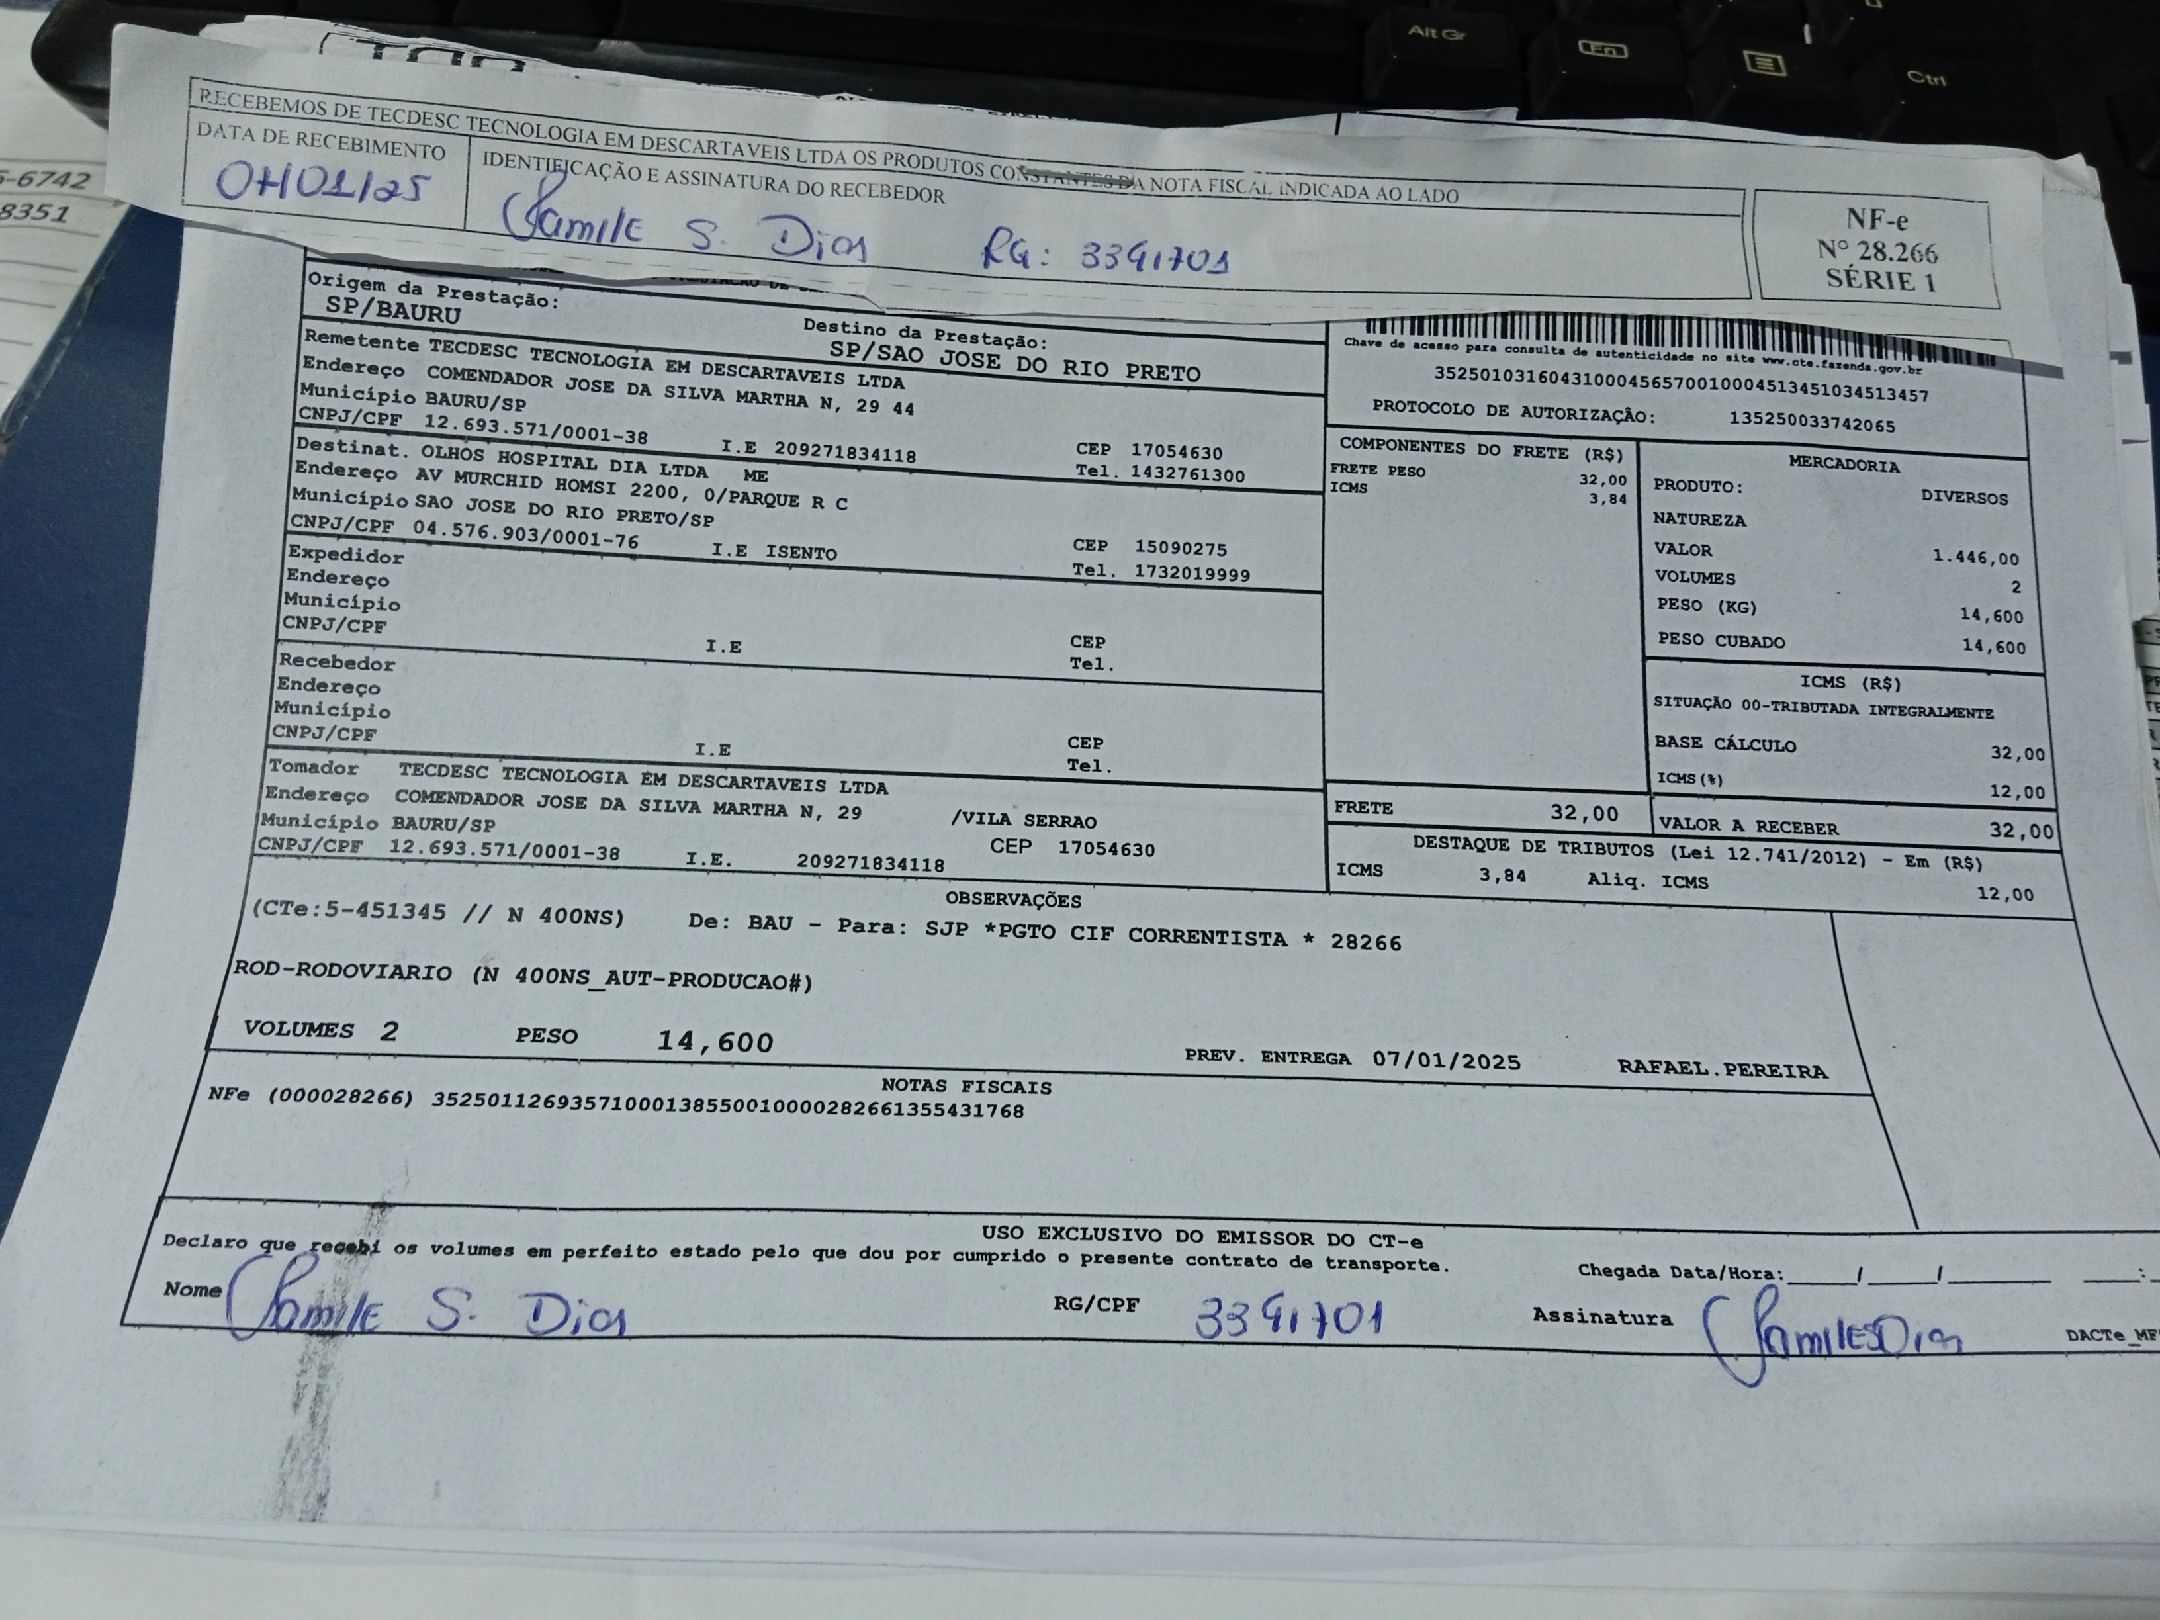 5-6742
8351
Alt Gr
Fn
Ctrl
RECEBEMOS DE TECDESC TECNOLOGIA EM DESCARTAVEIS LTDA OS PRODUTOS CONSTANTES DA NOTA FISCAL INDICADA AO LADO
DATA DE RECEBIMENTO
IDENTIFICAÇÃO E ASSINATURA DO RECEBEDOR
S. Dias RG: 3391701
NF-e
Nº 28.266
SÉRIE 1
Origem da Prestação:
SP/BAURU
Destino da Prestação:
SP/SAO JOSE DO RIO PRETO
Remetente TECDESC TECNOLOGIA EM DESCARTAVEIS LTDA
Endereço COMENDADOR JOSE DA SILVA MARTHA N, 29 44
Município BAURU/SP
CNPJ/CPF 12.693.571/0001-38 I.E 209271834118
CEP 17054630
Tel. 1432761300
Destinat. OLHOS HOSPITAL DIA LTDA ME
Endereço AV MURCHID HOMSI 2200, 0/PARQUE R C
Município SAO JOSE DO RIO PRETO/SP
CNPJ/CPF 04.576.903/0001-76 I.E ISENTO
CEP 15090275
Tel. 1732019999
Expedidor
Endereço
Município
CNPJ/CPF
I.E
CEP
Tel.
Recebedor
Endereço
Município
CNPJ/CPF
I.E
CEP
Tel.
Tomador TECDESC TECNOLOGIA EM DESCARTAVEIS LTDA
Endereço COMENDADOR JOSE DA SILVA MARTHA N, 29 /VILA SERRAO
Município BAURU/SP CEP 17054630
CNPJ/CPF 12.693.571/0001-38 I.E. 209271834118
Chave de acesso para consulta de autenticidade no site www.cte.fazenda.gov.br
35250103160431000456570010004513451034513457
PROTOCOLO DE AUTORIZAÇÂO: 135250033742065
COMPONENTES DO FRETE (R$)
FRETE PESO 32,00
ICMS 3,84
MERCADORIA
PRODUTO: DIVERSOS
NATUREZA
VALOR 1.446,00
VOLUMES 2
PESO (KG) 14,600
PESO CUBADO 14,600
ICMS (R$)
SITUAÇÃO 00-TRIBUTADA INTEGRALMENTE
BASE CÁLCULO 32,00
ICMS(%) 12,00
FRETE 32,00
VALOR A RECEBER 32,00
DESTAQUE DE TRIBUTOS (Lei 12.741/2012) - Em (R$)
ICMS 3,84 Aliq. ICMS 12,00
OBSERVAÇÕES
(CTe:5-451345 // N 400NS) De: BAU - Para: SJP *PGTO CIF CORRENTISTA * 28266
ROD-RODOVIARIO (N 400NS_AUT-PRODUCAO#)
VOLUMES 2 PESO 14,600
PREV. ENTREGA 07/01/2025 RAFAEL.PEREIRA
NOTAS FISCAIS
NFe (000028266) 35250112693571000138550010000282661355431768
USO EXCLUSIVO DO EMISSOR DO CT-e
Declaro que recebi os volumes em perfeito estado pelo que dou por cumprido o presente contrato de transporte.
Chegada Data/Hora:_____/_____/_______ ____:
Nome S. Dias RG/CPF 3391701 Assinatura
DACTe_MF